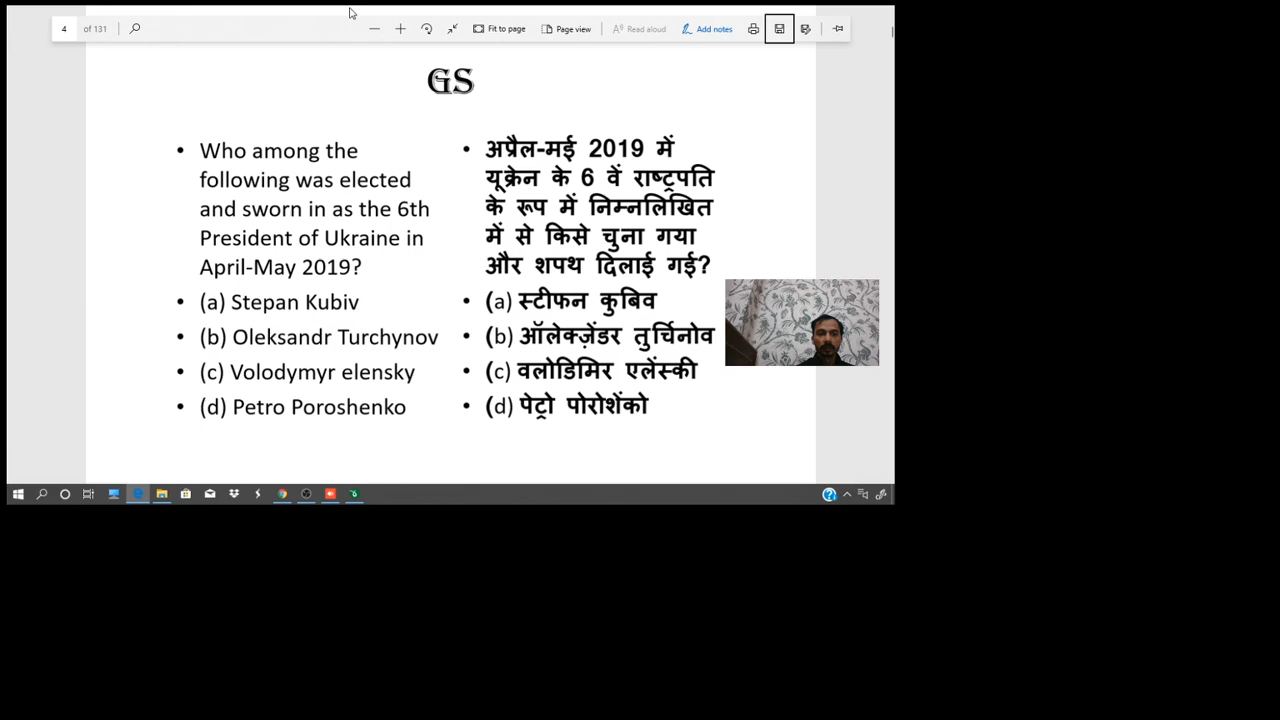 4 of 131 Fit to page Page view Read aloud Add notes
GS
• Who among the
following was elected
and sworn in as the 6th
President of Ukraine in
April-May 2019?
• (a) Stepan Kubiv
• (b) Oleksandr Turchynov
• (c) Volodymyr elensky
• (d) Petro Poroshenko
• अप्रैल-मई 2019 में
यूक्रेन के 6 वें राष्ट्रपति
के रूप में निम्नलिखित
में से किसे चुना गया
और शपथ दिलाई गई?
• (a) स्टीफन कुबिव
• (b) ऑलेक्ज़ेंडर तुर्चिनोव
• (c) वलोडिमिर एलेंस्की
• (d) पेट्रो पोरोशेंको